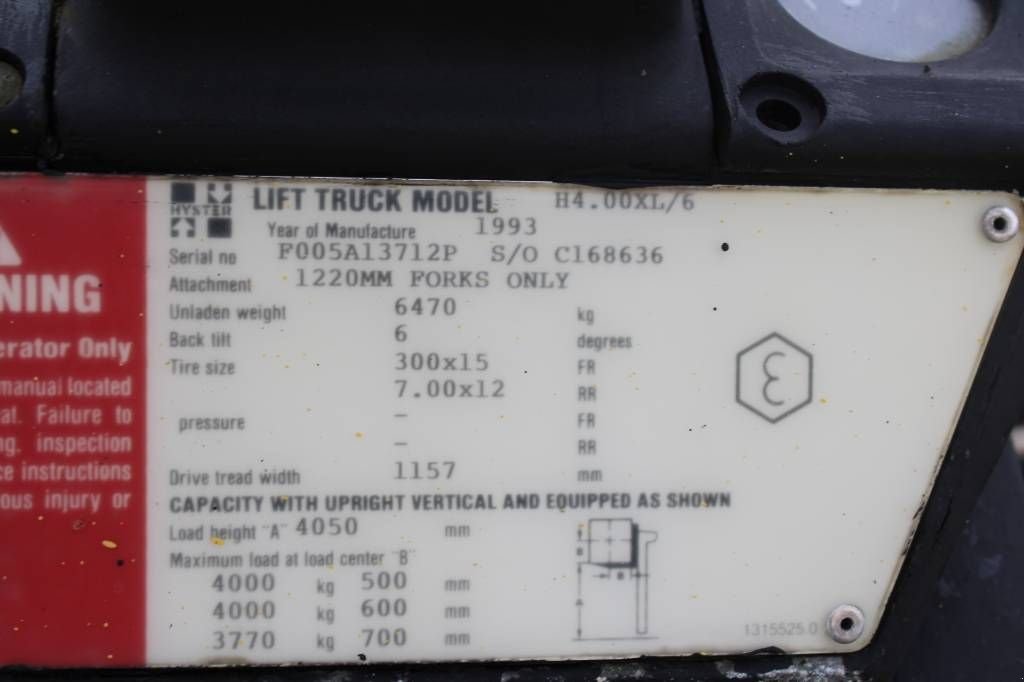 NING
erator Only
manual located
at. Failure to
ng, inspection
ce instructions
ous injury or
HYSTER
LIFT TRUCK MODEL H4.00XL/6
Year of Manufacture 1993
Serial no F005A13712P S/O C168636
Attachment 1220MM FORKS ONLY
Unladen weight 6470 kg
Back tilt 6 degrees
Tire size 300x15 FR
7.00x12 RR
pressure - FR
- RR
Drive tread width 1157 mm
CAPACITY WITH UPRIGHT VERTICAL AND EQUIPPED AS SHOWN
Load height "A" 4050 mm
Maximum load at load center "B"
4000 kg 500 mm
4000 kg 600 mm
3770 kg 700 mm
B
B
A
Ɛ
1315525 0